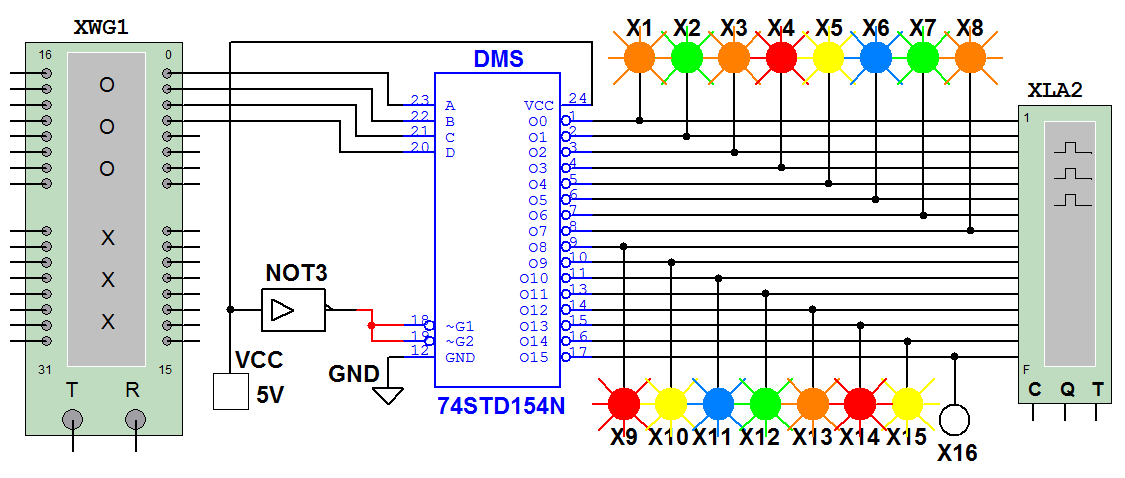 XWG1
16 0
O
O
O
X
X
X
31 15
T R
NOT3
VCC
5V
GND
DMS
23 A
22 B
21 C
20 D
18 ~G1
19 ~G2
12 GND
VCC 24
O0 1
O1 2
O2 3
O3 4
O4 5
O5 6
O6 7
O7 8
O8 9
O9 10
O10 11
O11 13
O12 14
O13 15
O14 16
O15 17
74STD154N
X1 X2 X3 X4 X5 X6 X7 X8
X9 X10 X11 X12 X13 X14 X15
X16
XLA2
1
F
C Q T